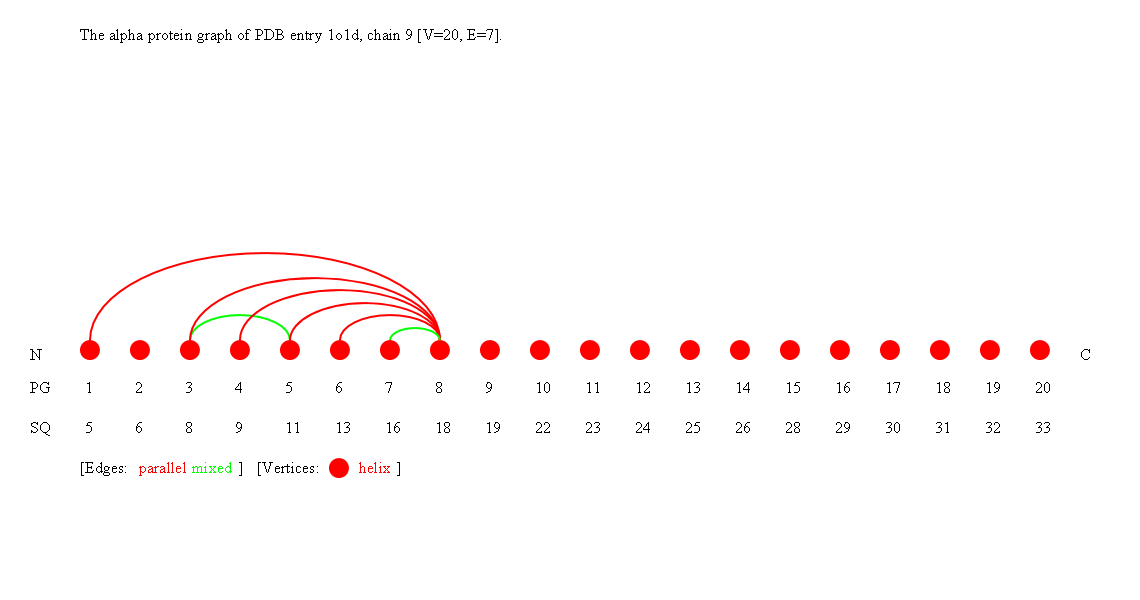 The alpha protein graph of PDB entry 1o1d, chain 9 [V=20, E=7].
N C
PG 1 2 3 4 5 6 7 8 9 10 11 12 13 14 15 16 17 18 19 20
SQ 5 6 8 9 11 13 16 18 19 22 23 24 25 26 28 29 30 31 32 33
[Edges: parallel mixed ] [Vertices: helix ]